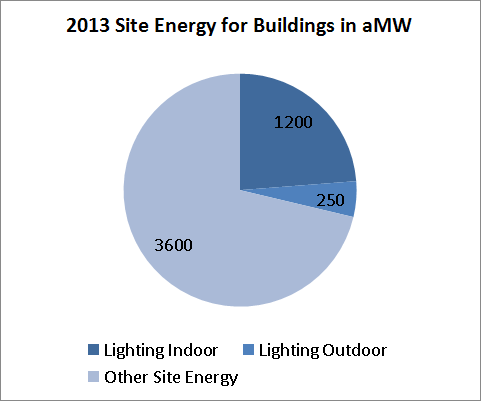 2013 Site Energy for Buildings in aMW
1200
250
3600
Lighting Indoor
Lighting Outdoor
Other Site Energy